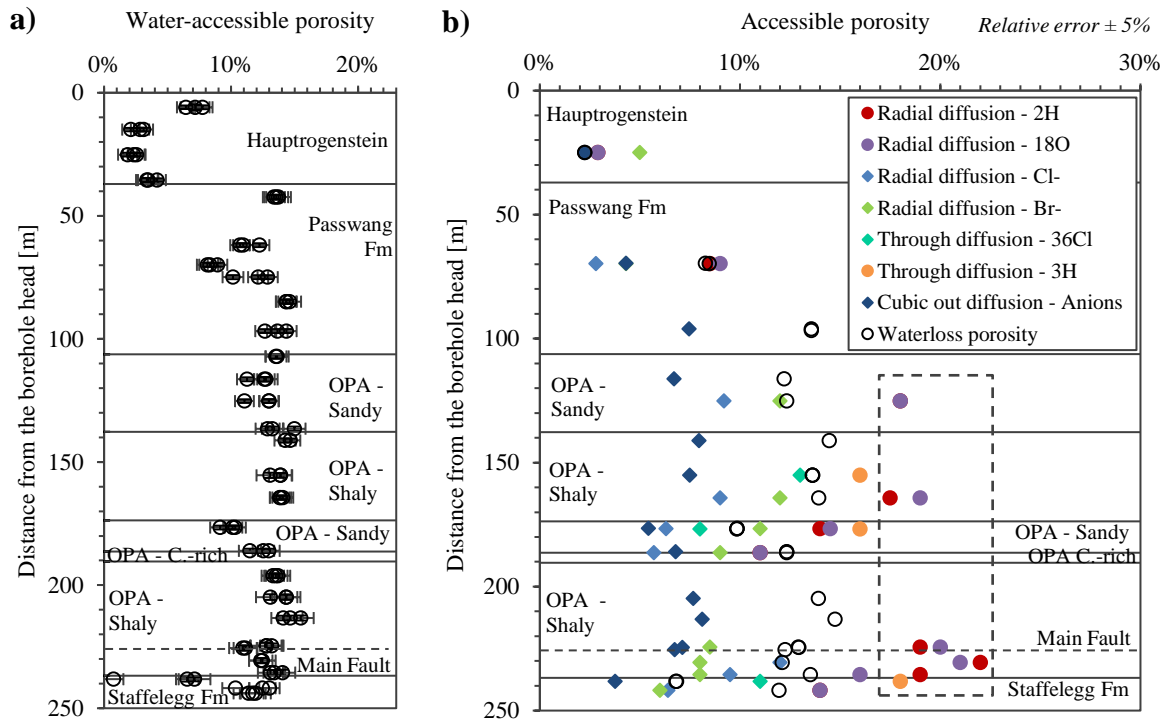 a)
Water-accessible porosity
0% 10% 20%
0
50
100
150
200
250
Distance from the borehole head [m]
Hauptrogenstein
Passwang
Fm
OPA -
Sandy
OPA -
Shaly
OPA - Sandy
OPA - C.-rich
OPA -
Shaly
Main Fault
Staffelegg Fm
b)
Accessible porosity
Relative error ± 5%
0% 10% 20% 30%
0
50
100
150
200
250
Distance from the borehole head [m]
Hauptrogenstein
Passwang Fm
OPA -
Sandy
OPA -
Shaly
OPA - Sandy
OPA C.-rich
OPA -
Shaly
Main Fault
Staffelegg Fm
Radial diffusion - 2H
Radial diffusion - 18O
Radial diffusion - Cl-
Radial diffusion - Br-
Through diffusion - 36Cl
Through diffusion - 3H
Cubic out diffusion - Anions
Waterloss porosity